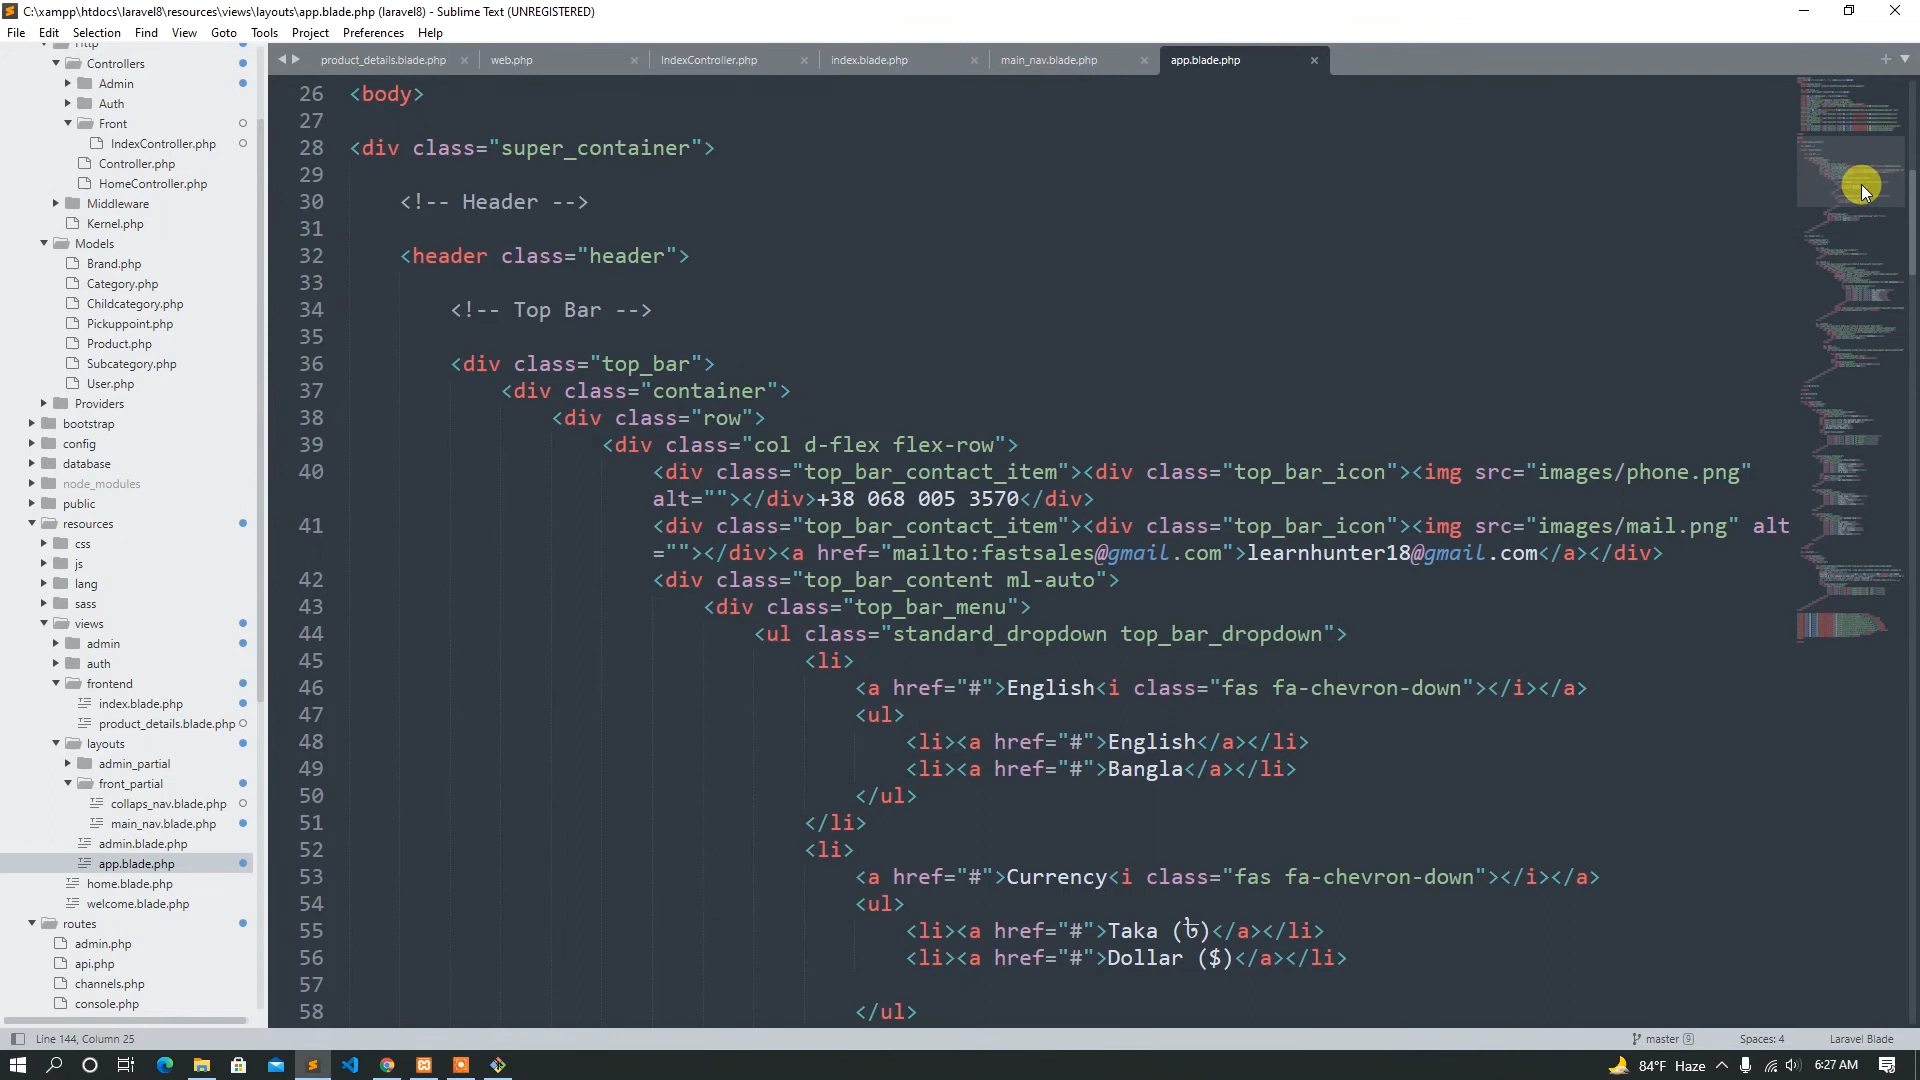 C:\xampp\htdocs\laravel8\resources\views\layouts\app.blade.php (laravel8) - Sublime Text (UNREGISTERED)
File Edit Selection Find View Goto Tools Project Preferences Help
product_details.blade.php
web.php
IndexController.php
index.blade.php
main_nav.blade.php
app.blade.php
Http
Controllers
Admin
Auth
Front
IndexController.php
Controller.php
HomeController.php
Middleware
Kernel.php
Models
Brand.php
Category.php
Childcategory.php
Pickuppoint.php
Product.php
Subcategory.php
User.php
Providers
bootstrap
config
database
node_modules
public
resources
css
js
lang
sass
views
admin
auth
frontend
index.blade.php
product_details.blade.php
layouts
admin_partial
front_partial
collaps_nav.blade.php
main_nav.blade.php
admin.blade.php
app.blade.php
home.blade.php
welcome.blade.php
routes
admin.php
api.php
channels.php
console.php
26 <body>
27
28 <div class="super_container">
29
30 <!-- Header -->
31
32 <header class="header">
33
34 <!-- Top Bar -->
35
36 <div class="top_bar">
37 <div class="container">
38 <div class="row">
39 <div class="col d-flex flex-row">
40 <div class="top_bar_contact_item"><div class="top_bar_icon"><img src="images/phone.png"
alt=""></div>+38 068 005 3570</div>
41 <div class="top_bar_contact_item"><div class="top_bar_icon"><img src="images/mail.png" alt
=""></div><a href="mailto:fastsales@gmail.com">learnhunter18@gmail.com</a></div>
42 <div class="top_bar_content ml-auto">
43 <div class="top_bar_menu">
44 <ul class="standard_dropdown top_bar_dropdown">
45 <li>
46 <a href="#">English<i class="fas fa-chevron-down"></i></a>
47 <ul>
48 <li><a href="#">English</a></li>
49 <li><a href="#">Bangla</a></li>
50 </ul>
51 </li>
52 <li>
53 <a href="#">Currency<i class="fas fa-chevron-down"></i></a>
54 <ul>
55 <li><a href="#">Taka (৳)</a></li>
56 <li><a href="#">Dollar ($)</a></li>
57
58 </ul>
Line 144, Column 25
master 9
Spaces: 4
Laravel Blade
84°F Haze
6:27 AM